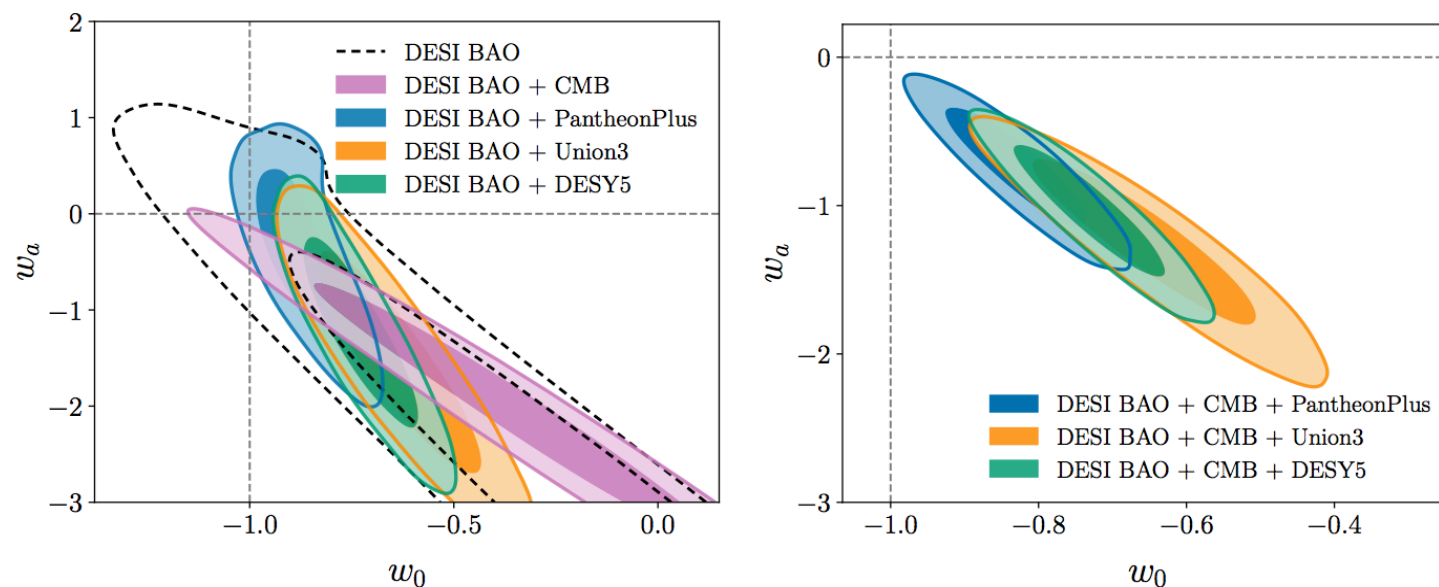 2
1
0
−1
−2
−3
w_a
−1.0
−0.5
0.0
w_0
DESI BAO
DESI BAO + CMB
DESI BAO + PantheonPlus
DESI BAO + Union3
DESI BAO + DESY5
0
−1
−2
−3
w_a
−1.0
−0.8
−0.6
−0.4
w_0
DESI BAO + CMB + PantheonPlus
DESI BAO + CMB + Union3
DESI BAO + CMB + DESY5